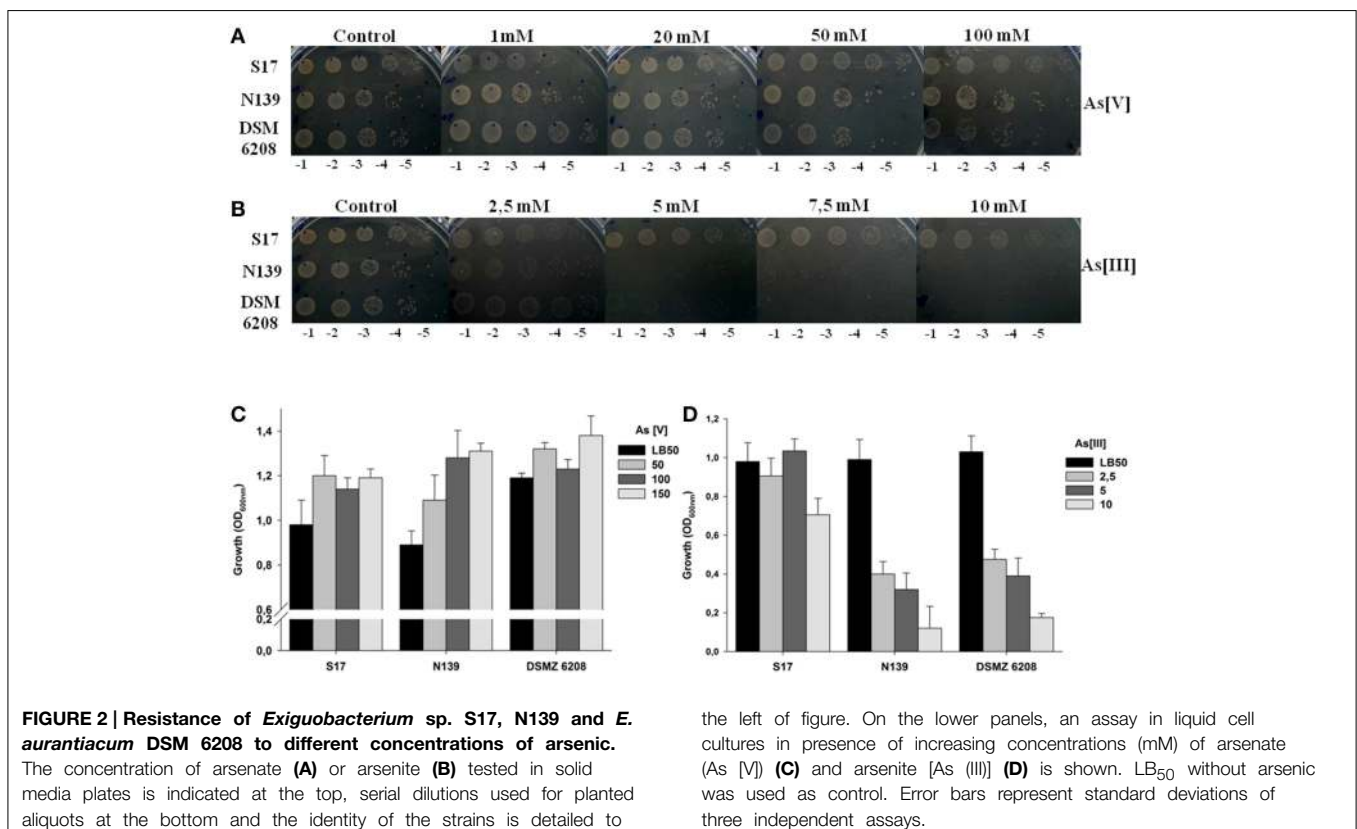 A
Control 1mM 20 mM 50 mM 100 mM
S17
N139
DSM
6208
As[V]
-1 -2 -3 -4 -5 -1 -2 -3 -4 -5 -1 -2 -3 -4 -5 -1 -2 -3 -4 -5 -1 -2 -3 -4 -5
B
Control 2,5 mM 5 mM 7,5 mM 10 mM
S17
N139
DSM
6208
As[III]
-1 -2 -3 -4 -5 -1 -2 -3 -4 -5 -1 -2 -3 -4 -5 -1 -2 -3 -4 -5 -1 -2 -3 -4 -5
C
Growth (OD600nm)
1,4
1,2
1,0
0,8
0,6
0,2
0,0
S17 N139 DSMZ 6208
As [V]
LB50
50
100
150
D
Growth (OD600nm)
1,2
1,0
0,8
0,6
0,4
0,2
0,0
S17 N139 DSMZ 6208
As[III]
LB50
2,5
5
10
FIGURE 2 | Resistance of Exiguobacterium sp. S17, N139 and E.
aurantiacum DSM 6208 to different concentrations of arsenic.
The concentration of arsenate (A) or arsenite (B) tested in solid
media plates is indicated at the top, serial dilutions used for planted
aliquots at the bottom and the identity of the strains is detailed to
the left of figure. On the lower panels, an assay in liquid cell
cultures in presence of increasing concentrations (mM) of arsenate
(As [V]) (C) and arsenite [As (III)] (D) is shown. LB50 without arsenic
was used as control. Error bars represent standard deviations of
three independent assays.